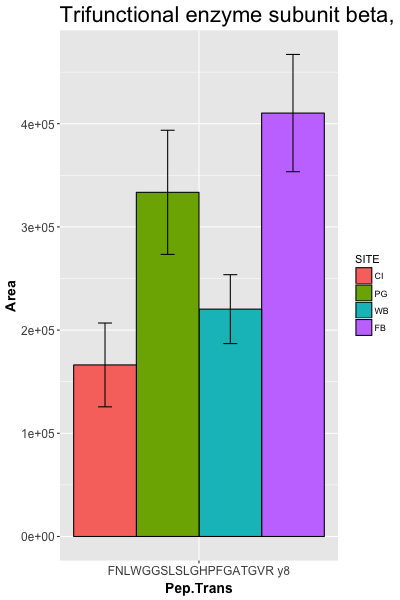 Trifunctional enzyme subunit beta,
Area
4e+05
3e+05
2e+05
1e+05
0e+00
FNLWGGSLSLGHPFGATGVR y8
Pep.Trans
SITE
CI
PG
WB
FB